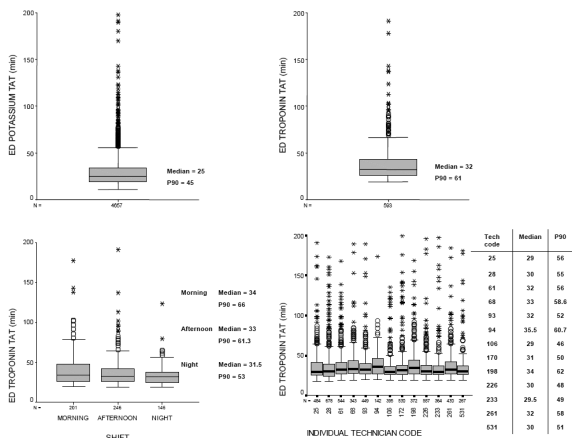 ED POTASSIUM TAT (min)
200
150
100
50
0
Median = 25
P90 = 45
N =
4657
ED TROPONIN TAT (min)
200
150
100
50
0
Median = 32
P90 = 61
N =
593
ED TROPONIN TAT (min)
200
150
100
50
0
Morning Median = 34
P90 = 66
Afternoon Median = 33
P90 = 61.3
Night Median = 31.5
P90 = 53
N = 201 246 146
MORNING AFTERNOON NIGHT
SHIFT
ED TROPONIN TAT (min)
200
150
100
50
0
N =
25 28 61 68 93 94 198 226 233 261 531
INDIVIDUAL TECHNICIAN CODE
Tech code Median P90
25 29 56
28 30 55
61 32 56
68 33 58.6
93 32 52
94 35.5 60.7
106 29 46
170 31 50
198 34 62
226 30 48
233 29.5 49
261 32 58
531 30 51